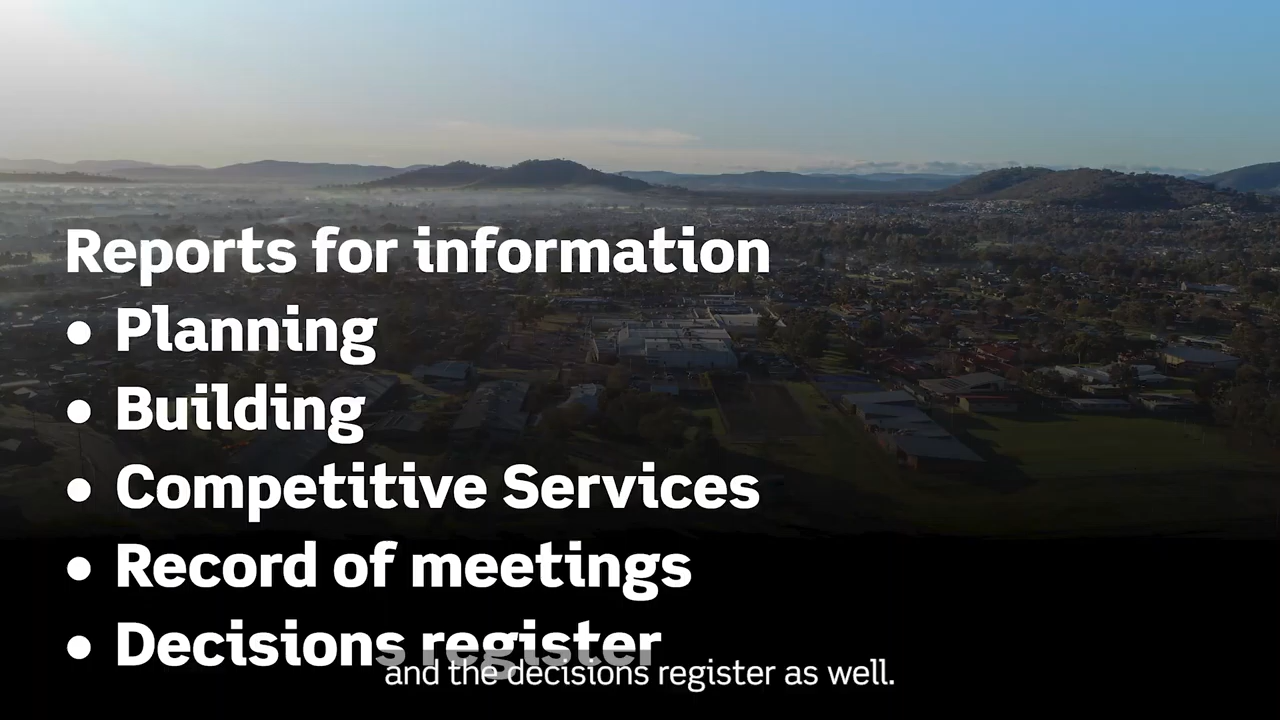 Reports for information
• Planning
• Building
• Competitive Services
• Record of meetings
• Decisions register
and the decisions register as well.